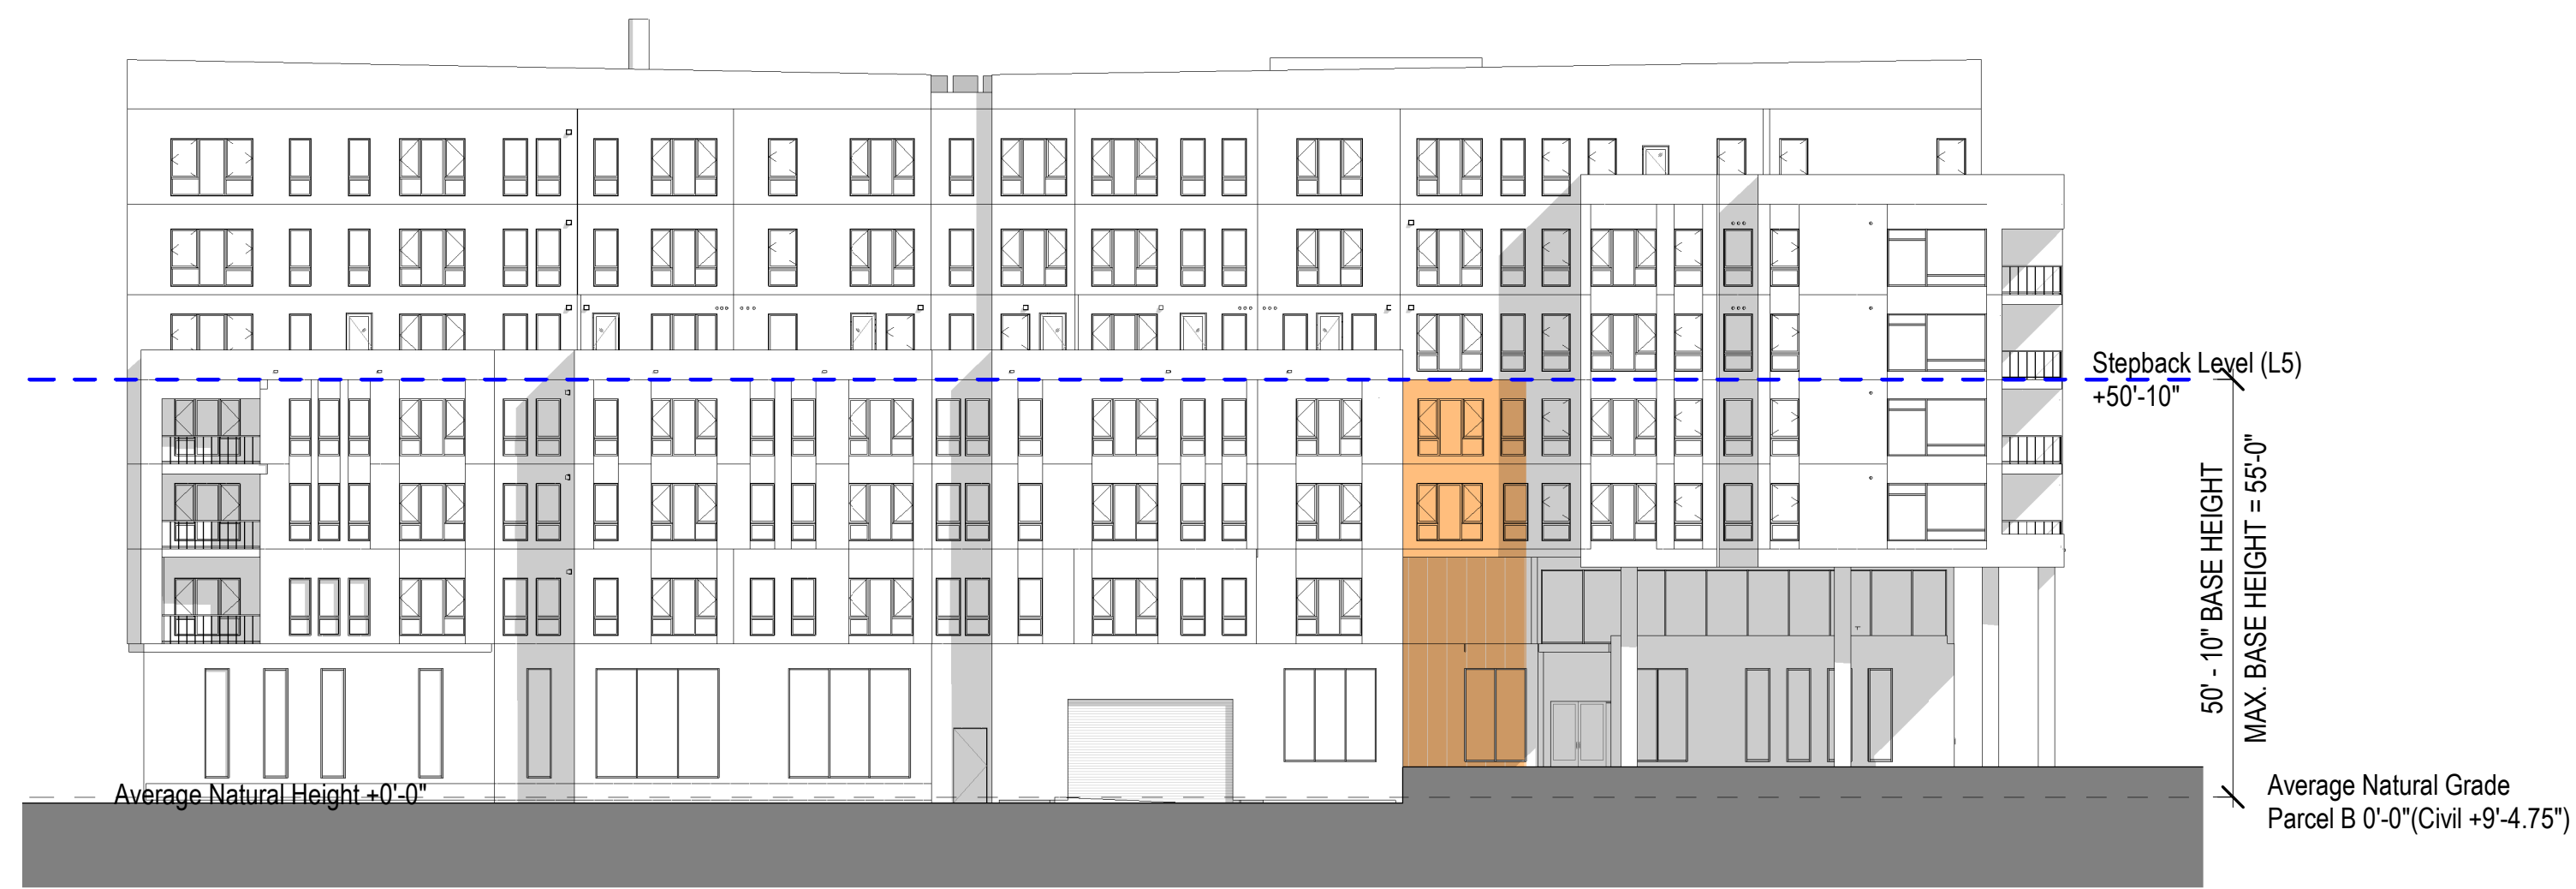 Stepback Level (L5)
+50'-10"
50' - 10" BASE HEIGHT
MAX. BASE HEIGHT = 55'-0"
Average Natural Height +0'-0"
Average Natural Grade
Parcel B 0'-0"(Civil +9'-4.75")